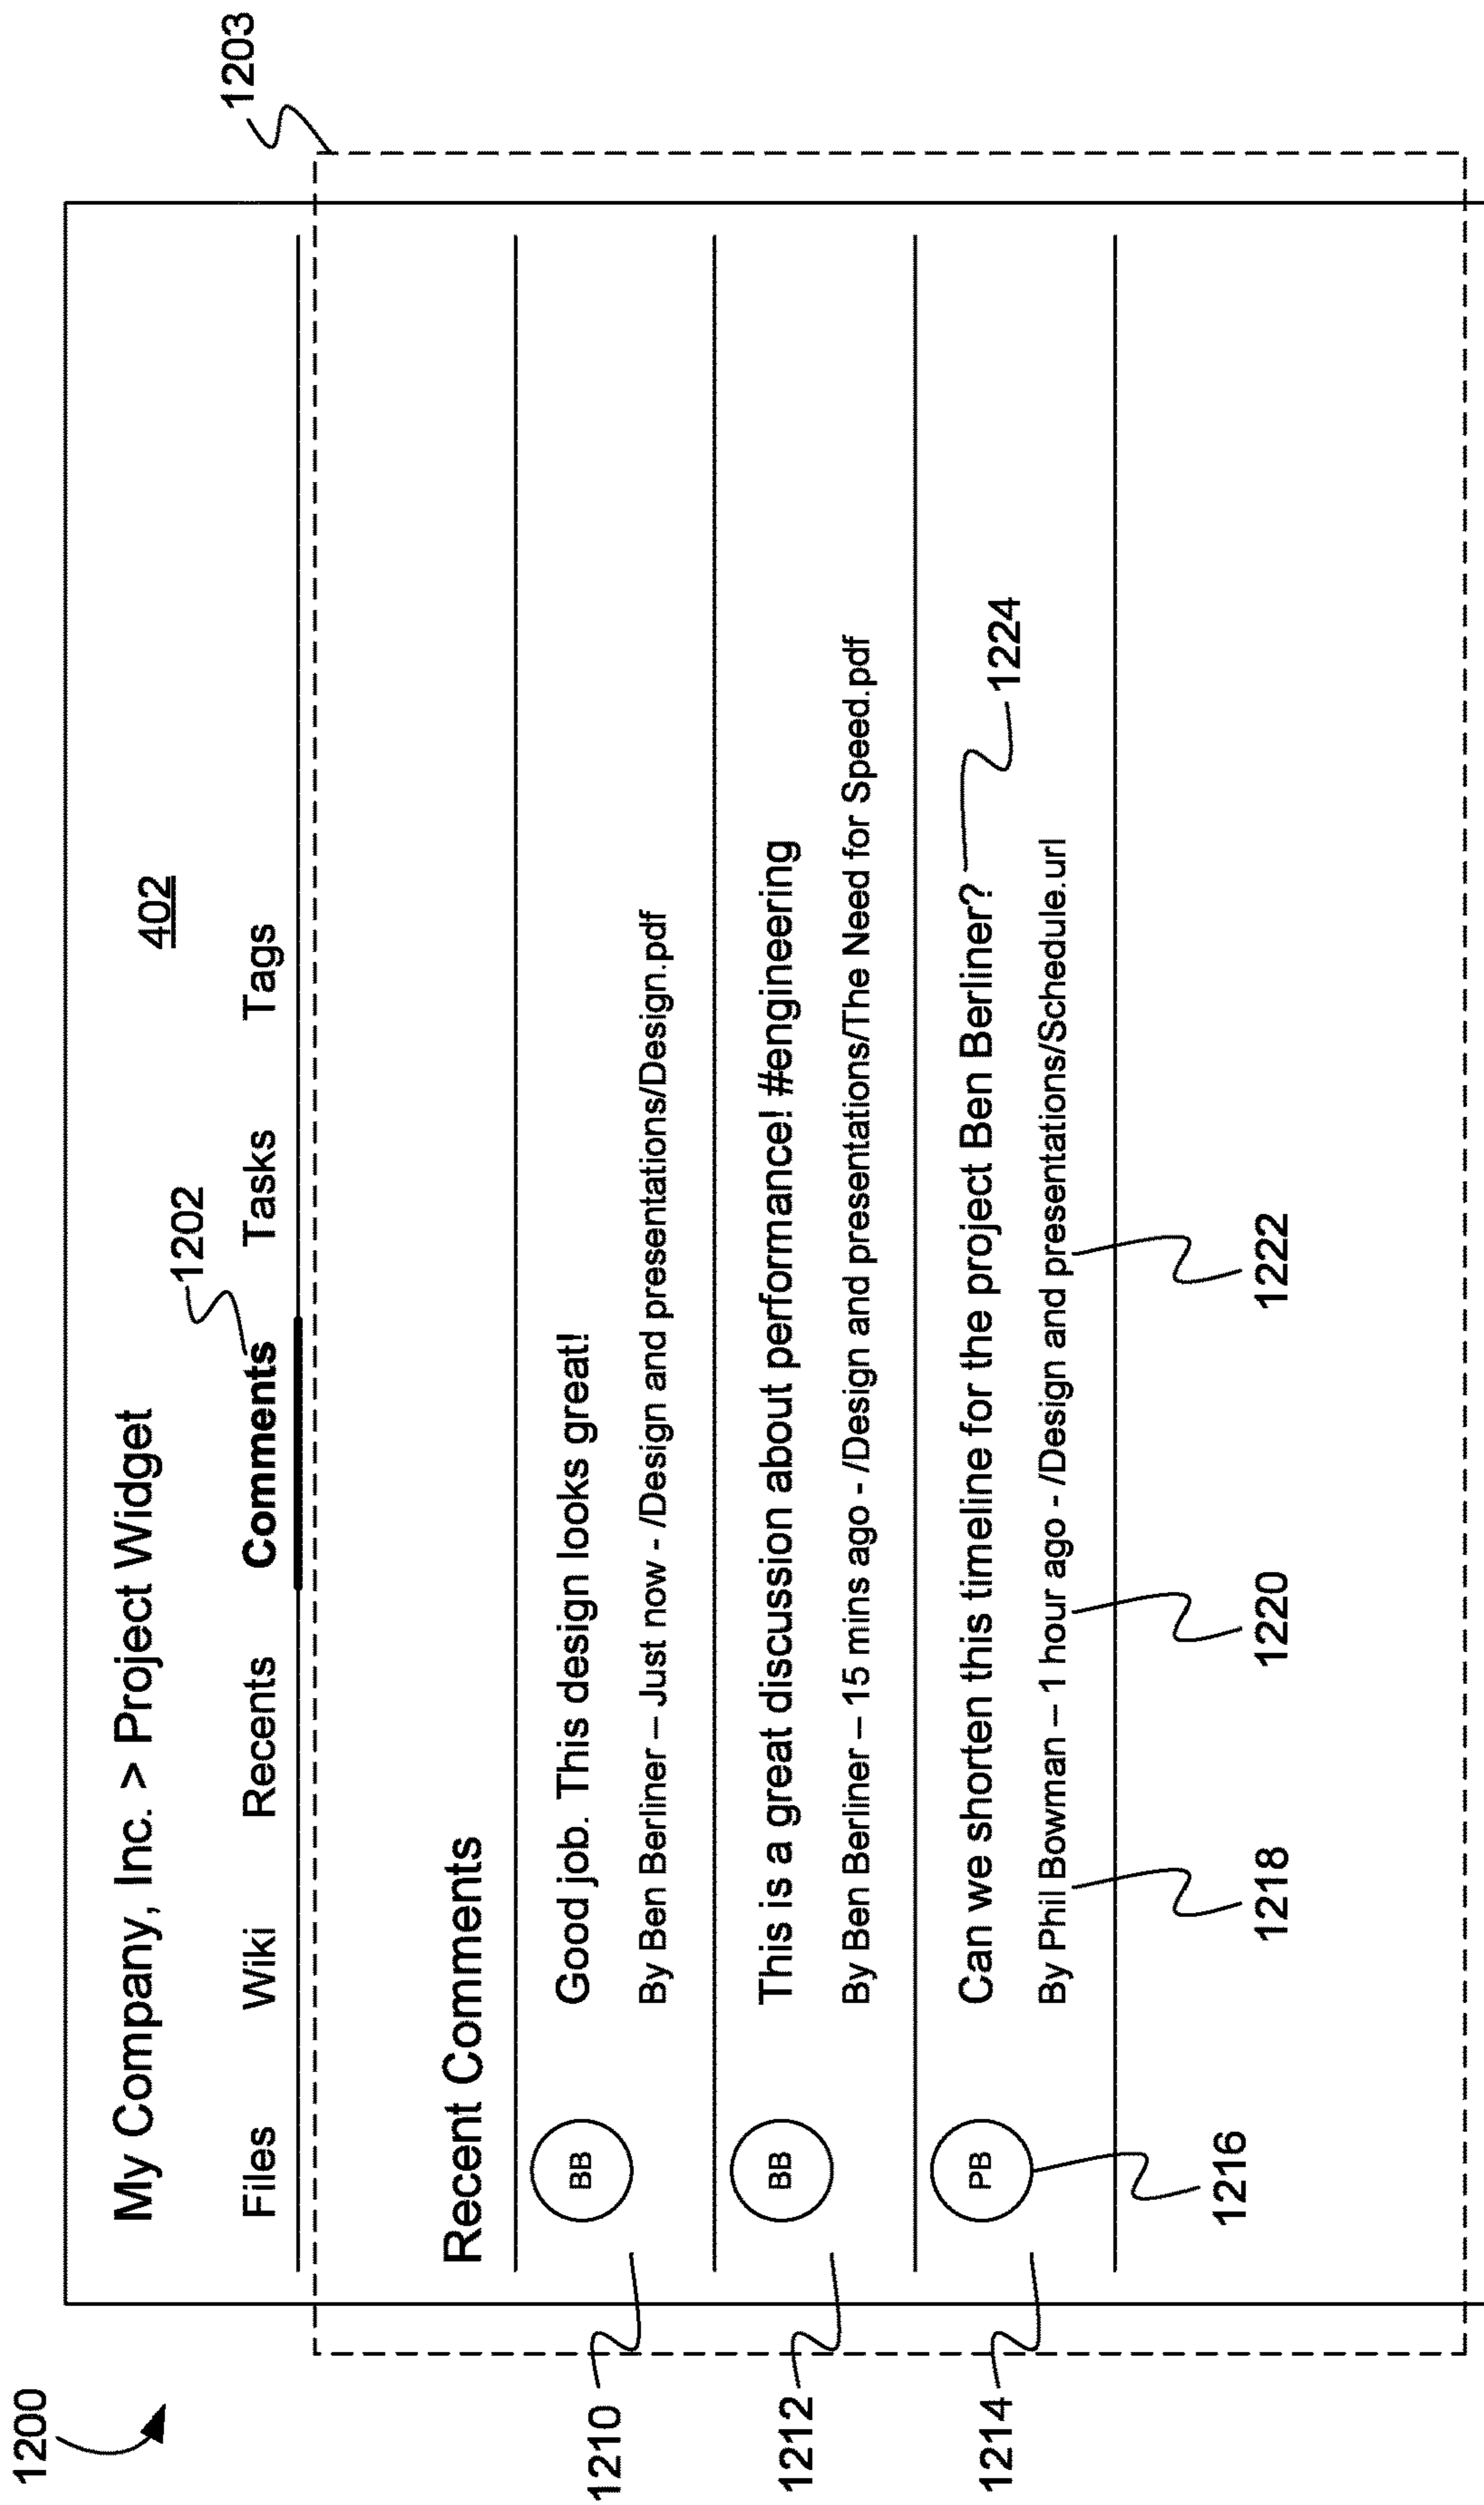 1200
My Company, Inc. > Project Widget
402
1202
1203
Files Wiki Recents Comments Tasks Tags
Recent Comments
1210
BB
Good job. This design looks great!
By Ben Berliner – Just now - /Design and presentations/Design.pdf
1212
BB
This is a great discussion about performance! #engineering
By Ben Berliner – 15 mins ago - /Design and presentations/The Need for Speed.pdf
1214
PB
Can we shorten this timeline for the project Ben Berliner?
1224
By Phil Bowman – 1 hour ago - /Design and presentations/Schedule.url
1216
1218
1220
1222